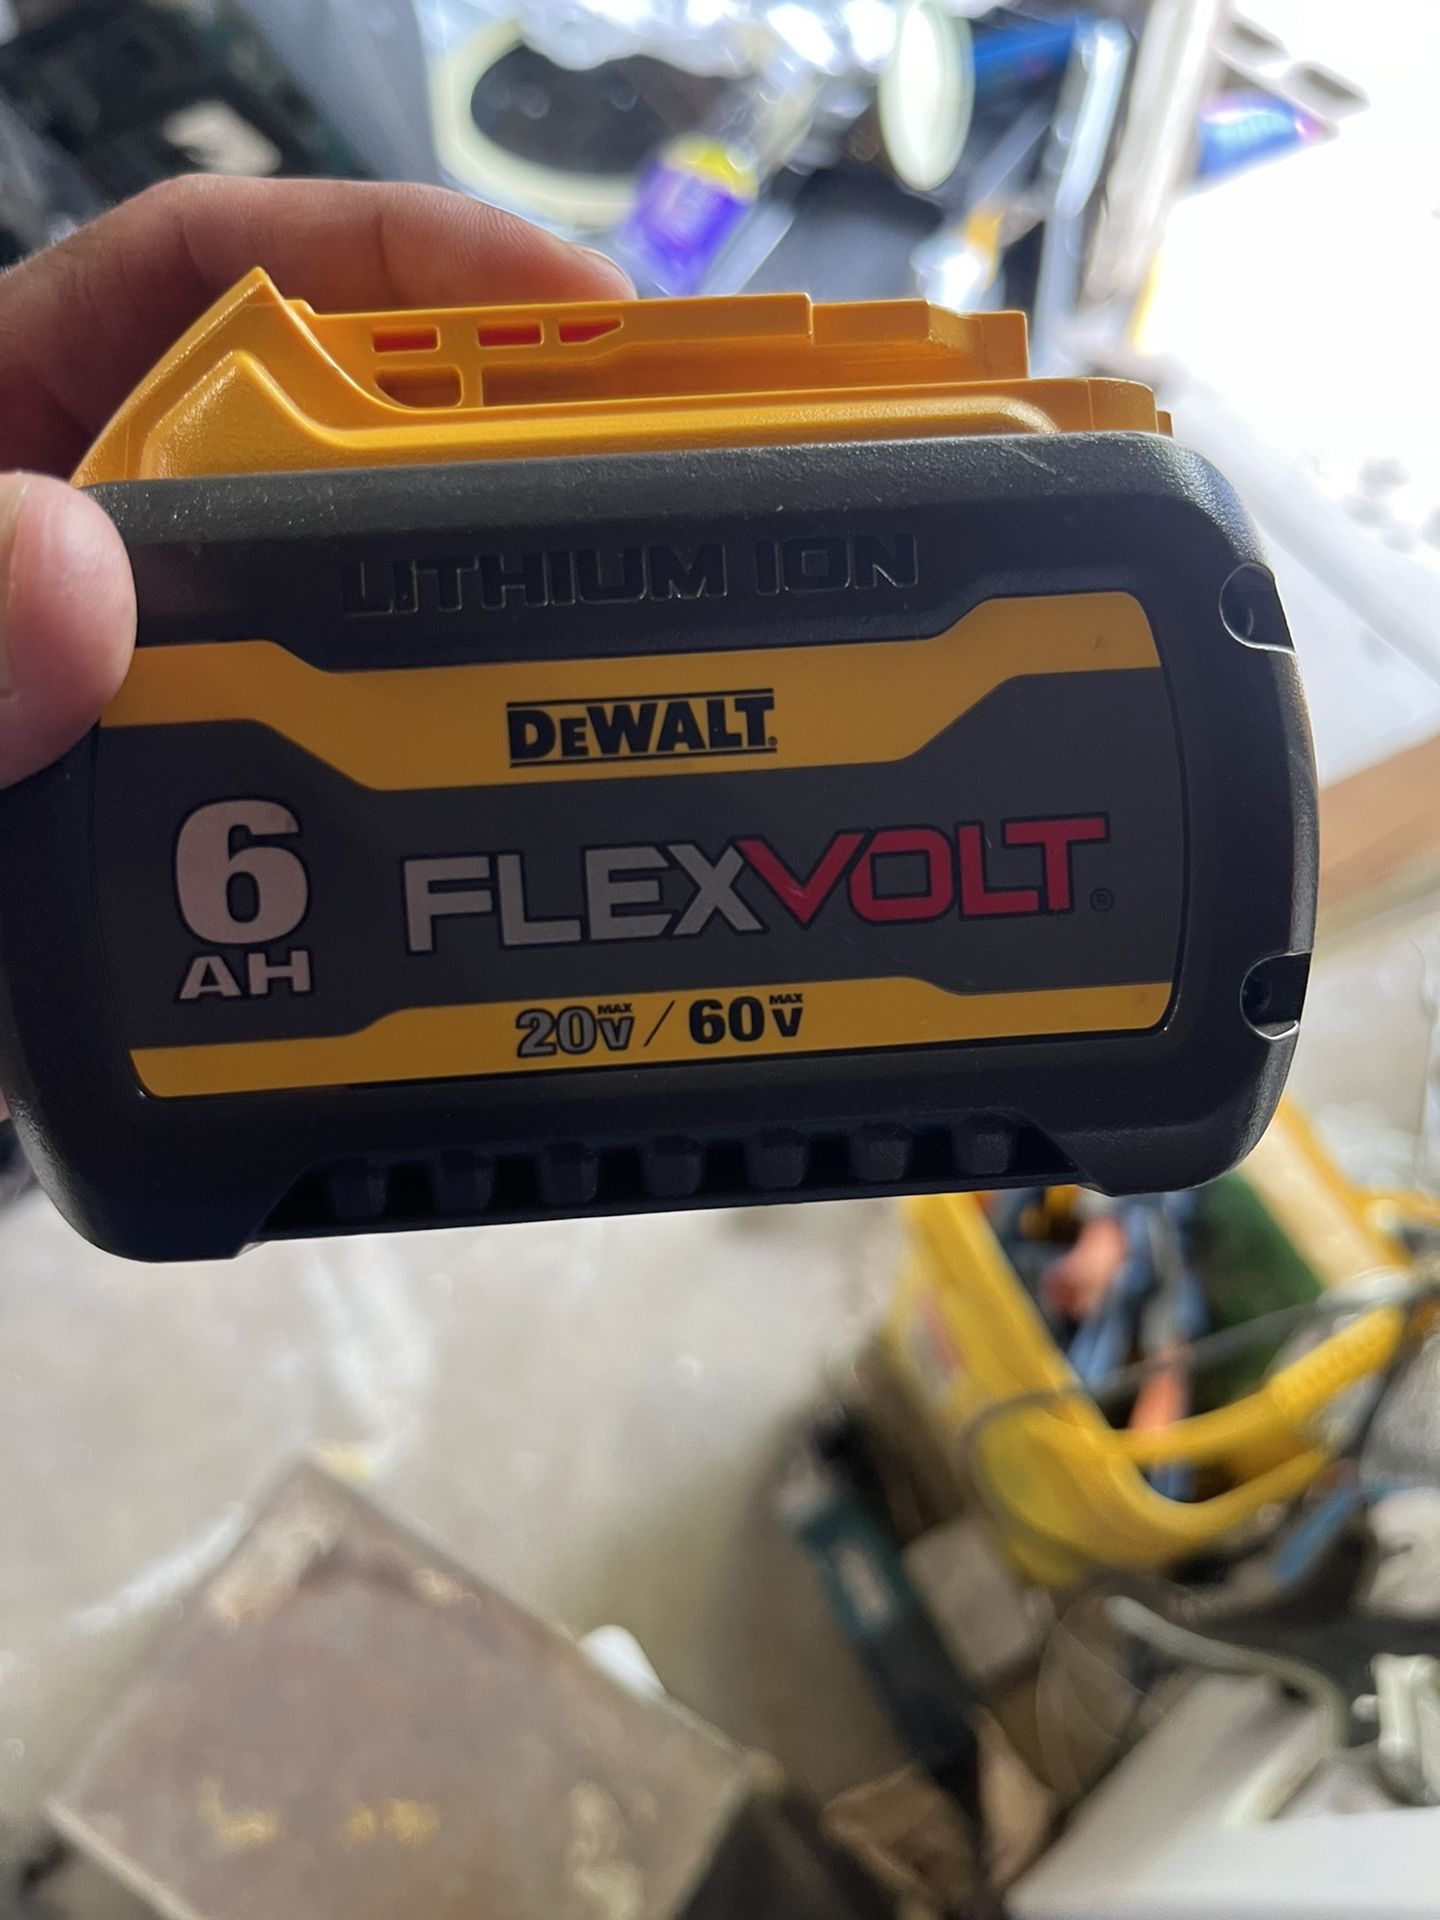 LITHIUM ION
DEWALT®
6
AH
FLEXVOLT®
20V MAX / 60V MAX